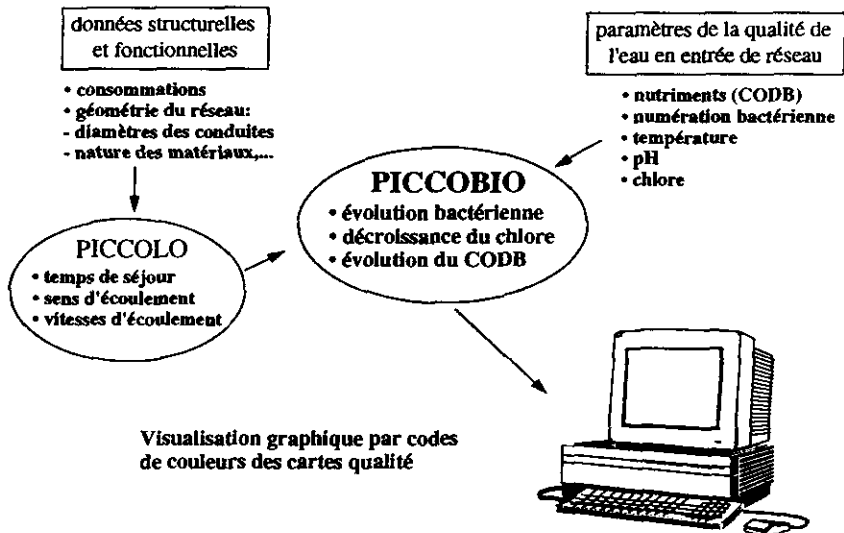 données structurelles
et fonctionnelles
• consommations
• géométrie du réseau:
- diamètres des conduites
- nature des matériaux,...
paramètres de la qualité de
l'eau en entrée de réseau
• nutriments (CODB)
• numération bactérienne
• température
• pH
• chlore
PICCOLO
• temps de séjour
• sens d'écoulement
• vitesses d'écoulement
PICCOBIO
• évolution bactérienne
• décroissance du chlore
• évolution du CODB
Visualisation graphique par codes
de couleurs des cartes qualité